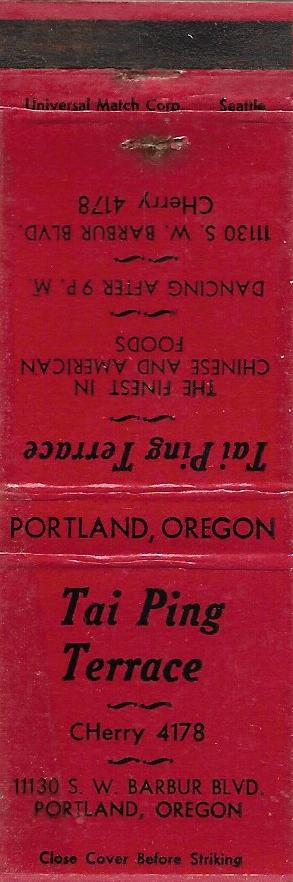 Universal Match Corp. Seattle
Tai Ping Terrace
THE FINEST IN
CHINESE AND AMERICAN
FOODS
DANCING AFTER 9 P. M.
11130 S. W. BARBUR BLVD.
CHerry 4178
PORTLAND, OREGON
Tai Ping
Terrace
CHerry 4178
11130 S. W. BARBUR BLVD.
PORTLAND, OREGON
Close Cover Before Striking